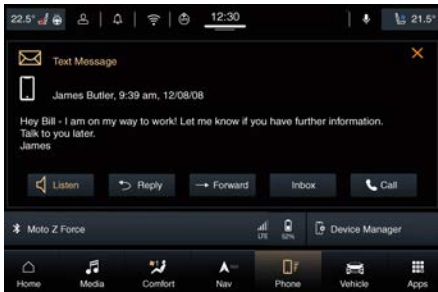 22.5° 12:30 21.5°
Text Message
James Butler, 9:39 am, 12/08/08
Hey Bill - I am on my way to work! Let me know if you have further information.
Talk to you later.
James
Listen Reply Forward Inbox Call
Moto Z Force LTE 62% Device Manager
Home Media Comfort Nav Phone Vehicle Apps